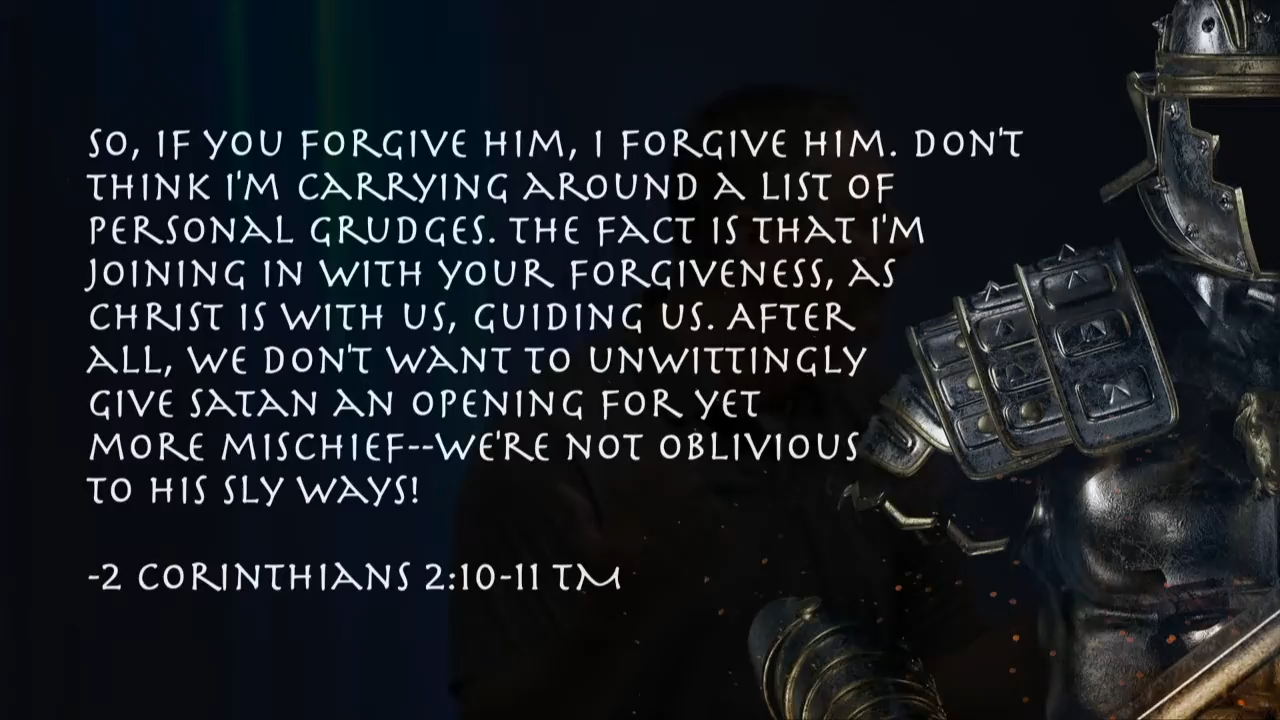 SO, IF YOU FORGIVE HIM, I FORGIVE HIM. DON'T
THINK I'M CARRYING AROUND A LIST OF
PERSONAL GRUDGES. THE FACT IS THAT I'M
JOINING IN WITH YOUR FORGIVENESS, AS
CHRIST IS WITH US, GUIDING US. AFTER
ALL, WE DON'T WANT TO UNWITTINGLY
GIVE SATAN AN OPENING FOR YET
MORE MISCHIEF--WE'RE NOT OBLIVIOUS
TO HIS SLY WAYS!
-2 CORINTHIANS 2:10-11 TM